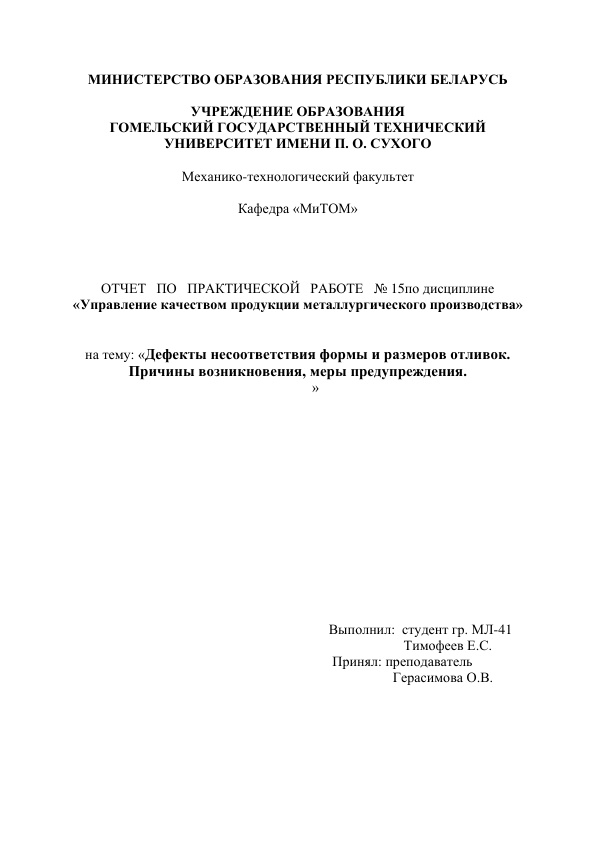 МИНИСТЕРСТВО ОБРАЗОВАНИЯ РЕСПУБЛИКИ БЕЛАРУСЬ
УЧРЕЖДЕНИЕ ОБРАЗОВАНИЯ
ГОМЕЛЬСКИЙ ГОСУДАРСТВЕННЫЙ ТЕХНИЧЕСКИЙ
УНИВЕРСИТЕТ ИМЕНИ П. О. СУХОГО
Механико-технологический факультет
Кафедра «МиТОМ»
ОТЧЕТ ПО ПРАКТИЧЕСКОЙ РАБОТЕ № 15по дисциплине
«Управление качеством продукции металлургического производства»
на тему: «Дефекты несоответствия формы и размеров отливок.
Причины возникновения, меры предупреждения.
»
Выполнил: студент гр. МЛ-41
Тимофеев Е.С.
Принял: преподаватель
Герасимова О.В.